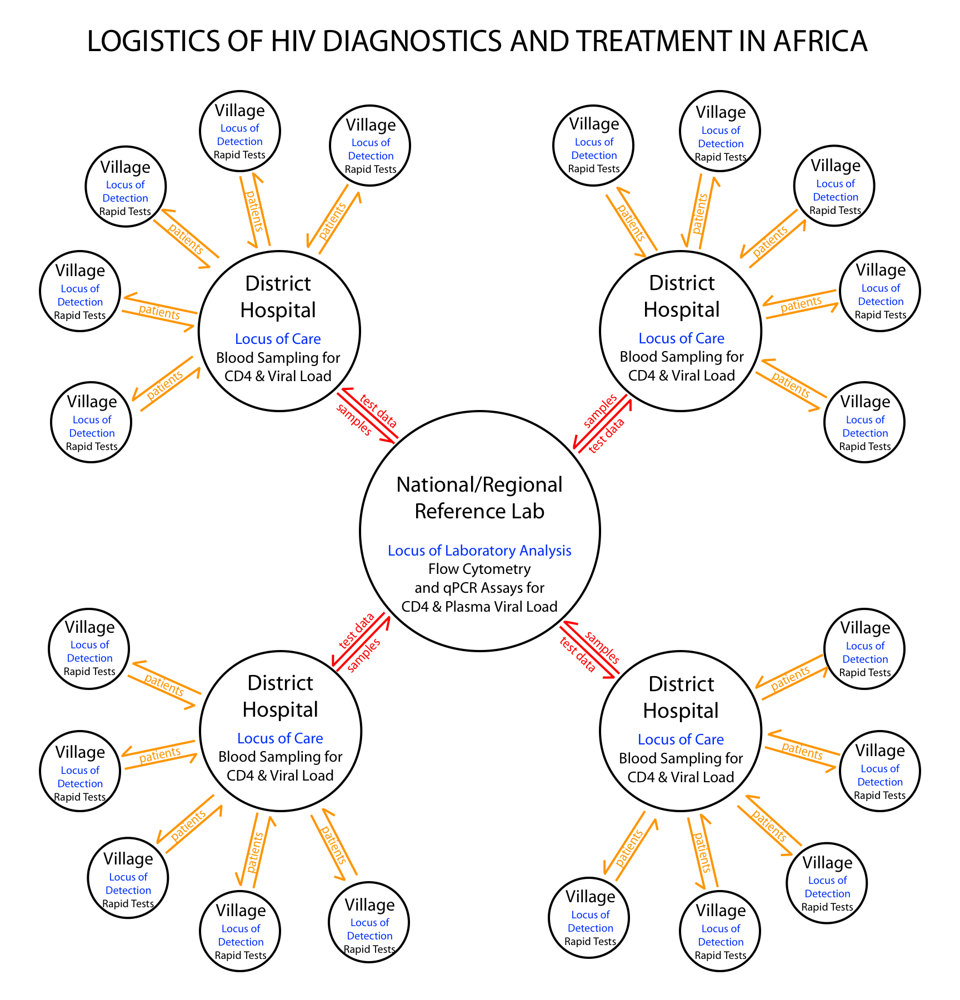 LOGISTICS OF HIV DIAGNOSTICS AND TREATMENT IN AFRICA
Village
Locus of
Detection
Rapid Tests
patients
Village
Locus of
Detection
Rapid Tests
patients
Village
Locus of
Detection
Rapid Tests
patients
Village
Locus of
Detection
Rapid Tests
patients
Village
Locus of
Detection
Rapid Tests
patients
District
Hospital
Locus of Care
Blood Sampling for
CD4 & Viral Load
test data
samples
Village
Locus of
Detection
Rapid Tests
patients
Village
Locus of
Detection
Rapid Tests
patients
Village
Locus of
Detection
Rapid Tests
patients
Village
Locus of
Detection
Rapid Tests
patients
Village
Locus of
Detection
Rapid Tests
patients
District
Hospital
Locus of Care
Blood Sampling for
CD4 & Viral Load
samples
test data
National/Regional
Reference Lab
Locus of Laboratory Analysis
Flow Cytometry
and qPCR Assays for
CD4 & Plasma Viral Load
test data
samples
District
Hospital
Locus of Care
Blood Sampling for
CD4 & Viral Load
Village
Locus of
Detection
Rapid Tests
patients
Village
Locus of
Detection
Rapid Tests
patients
Village
Locus of
Detection
Rapid Tests
patients
Village
Locus of
Detection
Rapid Tests
patients
Village
Locus of
Detection
Rapid Tests
patients
samples
test data
District
Hospital
Locus of Care
Blood Sampling for
CD4 & Viral Load
Village
Locus of
Detection
Rapid Tests
patients
Village
Locus of
Detection
Rapid Tests
patients
Village
Locus of
Detection
Rapid Tests
patients
Village
Locus of
Detection
Rapid Tests
patients
Village
Locus of
Detection
Rapid Tests
patients